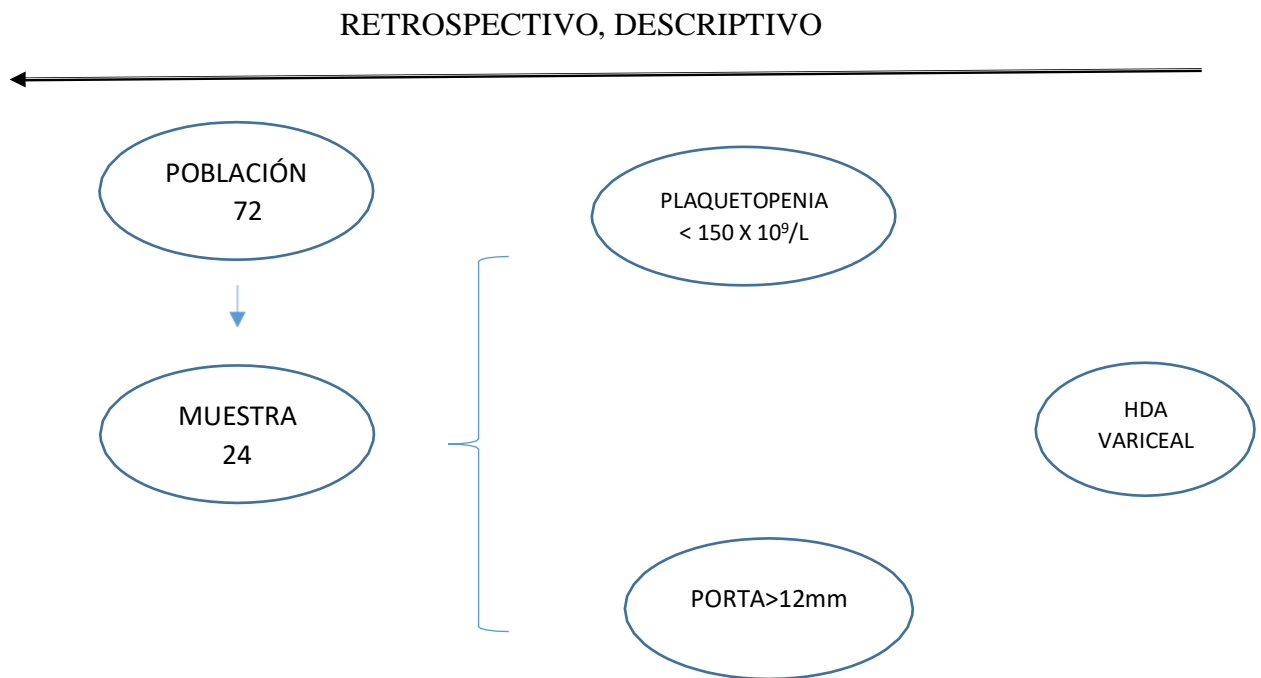 RETROSPECTIVO, DESCRIPTIVO
POBLACIÓN
72
MUESTRA
24
PLAQUETOPENIA
< 150 X 10⁹/L
PORTA>12mm
HDA
VARICEAL